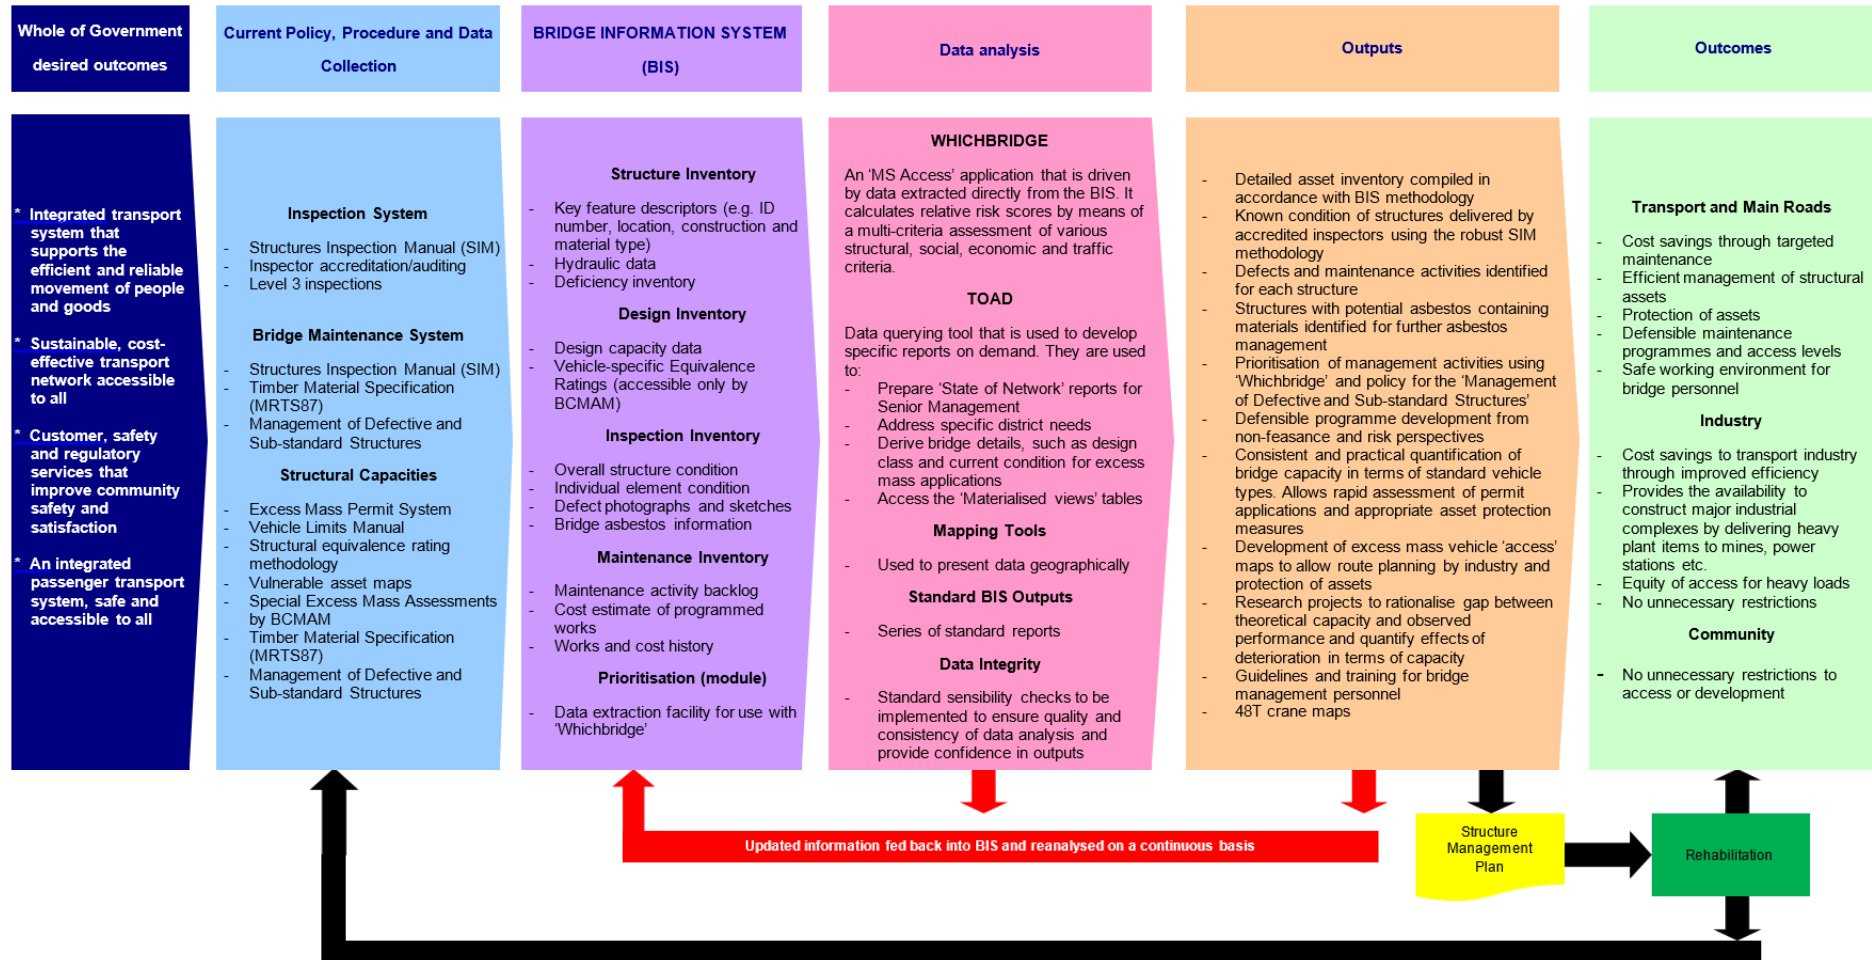 Whole of Government
desired outcomes
Current Policy, Procedure and Data
Collection
BRIDGE INFORMATION SYSTEM
(BIS)
Data analysis
Outputs
Outcomes
* Integrated transport
system that
supports the
efficient and reliable
movement of people
and goods
* Sustainable, cost-
effective transport
network accessible
to all
* Customer, safety
and regulatory
services that
improve community
safety and
satisfaction
* An integrated
passenger transport
system, safe and
accessible to all
Inspection System
- Structures Inspection Manual (SIM)
- Inspector accreditation/auditing
- Level 3 inspections
Bridge Maintenance System
- Structures Inspection Manual (SIM)
- Timber Material Specification
(MRTS87)
- Management of Defective and
Sub-standard Structures
Structural Capacities
- Excess Mass Permit System
- Vehicle Limits Manual
- Structural equivalence rating
methodology
- Vulnerable asset maps
- Special Excess Mass Assessments
by BCMAM
- Timber Material Specification
(MRTS87)
- Management of Defective and
Sub-standard Structures
Structure Inventory
- Key feature descriptors (e.g. ID
number, location, construction and
material type)
- Hydraulic data
- Deficiency inventory
Design Inventory
- Design capacity data
- Vehicle-specific Equivalence
Ratings (accessible only by
BCMAM)
Inspection Inventory
- Overall structure condition
- Individual element condition
- Defect photographs and sketches
- Bridge asbestos information
Maintenance Inventory
- Maintenance activity backlog
- Cost estimate of programmed
works
- Works and cost history
Prioritisation (module)
- Data extraction facility for use with
‘Whichbridge’
WHICHBRIDGE
An ‘MS Access’ application that is driven
by data extracted directly from the BIS. It
calculates relative risk scores by means of
a multi-criteria assessment of various
structural, social, economic and traffic
criteria.
TOAD
Data querying tool that is used to develop
specific reports on demand. They are used
to:
- Prepare ‘State of Network’ reports for
Senior Management
- Address specific district needs
- Derive bridge details, such as design
class and current condition for excess
mass applications
- Access the ‘Materialised views’ tables
Mapping Tools
- Used to present data geographically
Standard BIS Outputs
- Series of standard reports
Data Integrity
- Standard sensibility checks to be
implemented to ensure quality and
consistency of data analysis and
provide confidence in outputs
- Detailed asset inventory compiled in
accordance with BIS methodology
- Known condition of structures delivered by
accredited inspectors using the robust SIM
methodology
- Defects and maintenance activities identified
for each structure
- Structures with potential asbestos containing
materials identified for further asbestos
management
- Prioritisation of management activities using
‘Whichbridge’ and policy for the ‘Management
of Defective and Sub-standard Structures’
- Defensible programme development from
non-feasance and risk perspectives
- Consistent and practical quantification of
bridge capacity in terms of standard vehicle
types. Allows rapid assessment of permit
applications and appropriate asset protection
measures
- Development of excess mass vehicle ‘access’
maps to allow route planning by industry and
protection of assets
- Research projects to rationalise gap between
theoretical capacity and observed
performance and quantify effects of
deterioration in terms of capacity
- Guidelines and training for bridge
management personnel
- 48T crane maps
Transport and Main Roads
- Cost savings through targeted
maintenance
- Efficient management of structural
assets
- Protection of assets
- Defensible maintenance
programmes and access levels
- Safe working environment for
bridge personnel
Industry
- Cost savings to transport industry
through improved efficiency
- Provides the availability to
construct major industrial
complexes by delivering heavy
plant items to mines, power
stations etc.
- Equity of access for heavy loads
- No unnecessary restrictions
Community
- No unnecessary restrictions to
access or development
Updated information fed back into BIS and reanalysed on a continuous basis
Structure
Management
Plan
Rehabilitation